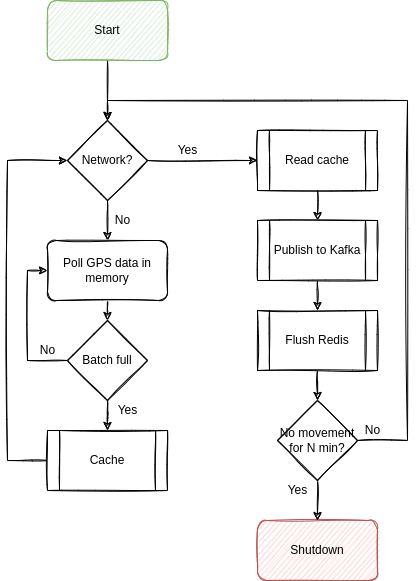 Start
Network?
Yes
Read cache
No
Poll GPS data in
memory
Publish to Kafka
No
Batch full
Flush Redis
Yes
Cache
No movement
for N min?
No
Yes
Shutdown